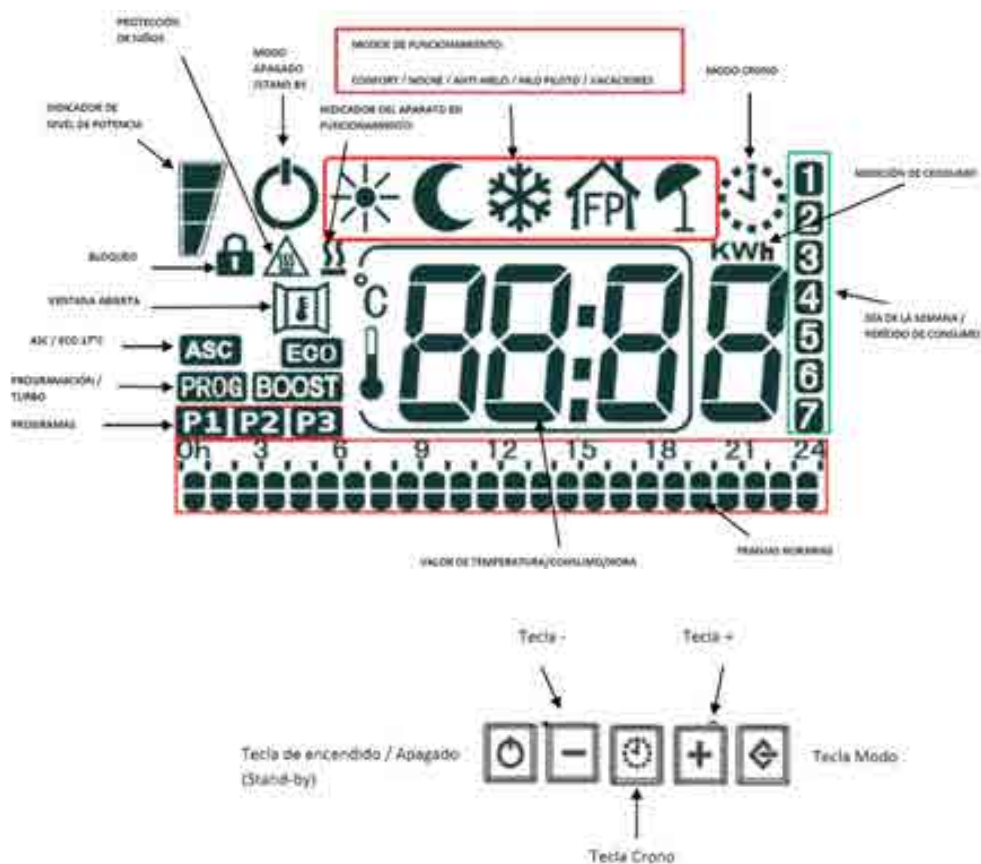 PROTECCIÓN
DE NIÑOS
MODO
APAGADO
(STAND BY)
MODOS DE FUNCIONAMIENTO:
CONFORT / NOCHE / ANTI-HIELO / HILO PILOTO / VACACIONES
MODO CRONO
INDICADOR DE
NIVEL DE POTENCIA
INDICADOR DEL APARATO EN
FUNCIONAMIENTO
MEDICIÓN DE CONSUMO
FP
1
2
3
4
5
6
7
KWh
BLOQUEO
VENTANA ABIERTA
°C
88:88
DÍA DE LA SEMANA /
PERÍODO DE CONSUMO
ASC / ECO 17ºC
ASC ECO
PROGRAMACIÓN /
TURBO
PROG BOOST
PROGRAMAS
P1 P2 P3
0h 3 6 9 12 15 18 21 24
FRANJAS HORARIAS
VALOR DE TEMPERATURA/CONSUMO/HORA
Tecla - Tecla +
Tecla de encendido / Apagado
(Stand-by)
Tecla Modo
Tecla Crono